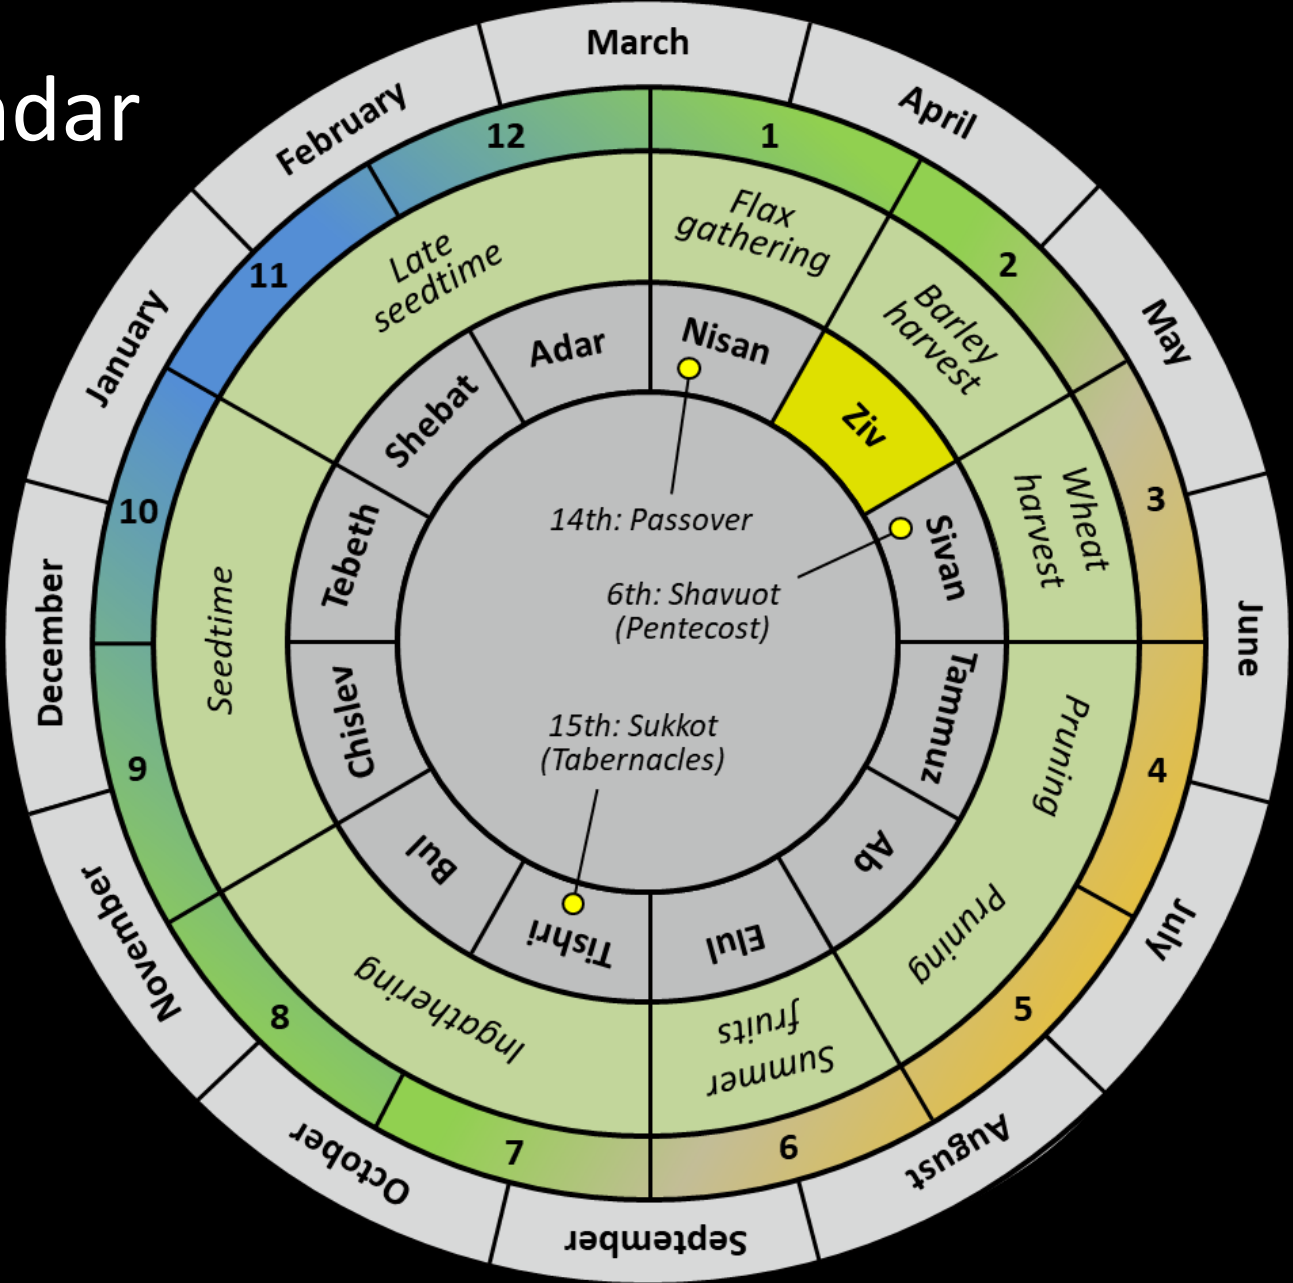 ndar
March
April
May
June
July
August
September
October
November
December
January
February
1
2
3
4
5
6
7
8
9
10
11
12
Flax
gathering
Barley
harvest
Wheat
harvest
Pruning
Pruning
Summer
fruits
Ingathering
Seedtime
Late
seedtime
Nisan
Ziv
Sivan
Tammuz
Ab
Elul
Tishri
Bul
Chislev
Tebeth
Shebat
Adar
14th: Passover
6th: Shavuot
(Pentecost)
15th: Sukkot
(Tabernacles)